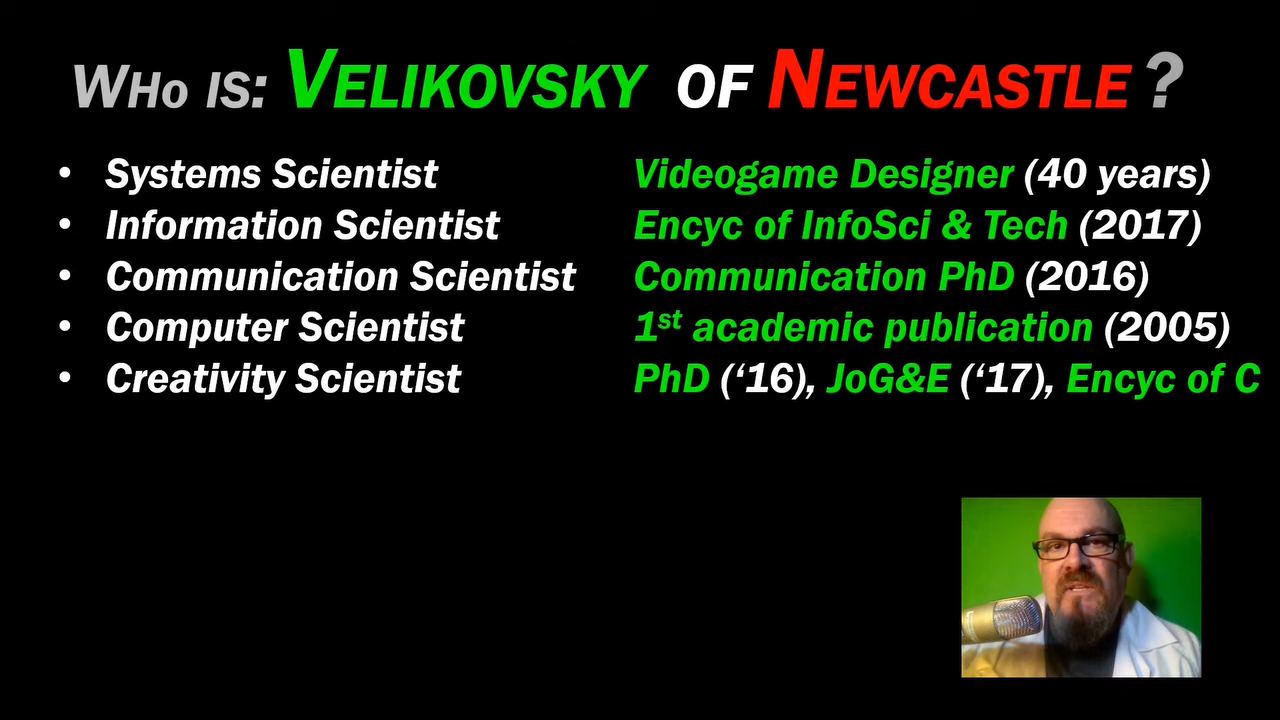 WHo IS: VELIKOVSKY OF NEWCASTLE ?
• Systems Scientist Videogame Designer (40 years)
• Information Scientist Encyc of InfoSci & Tech (2017)
• Communication Scientist Communication PhD (2016)
• Computer Scientist 1st academic publication (2005)
• Creativity Scientist PhD (‘16), JoG&E (‘17), Encyc of C